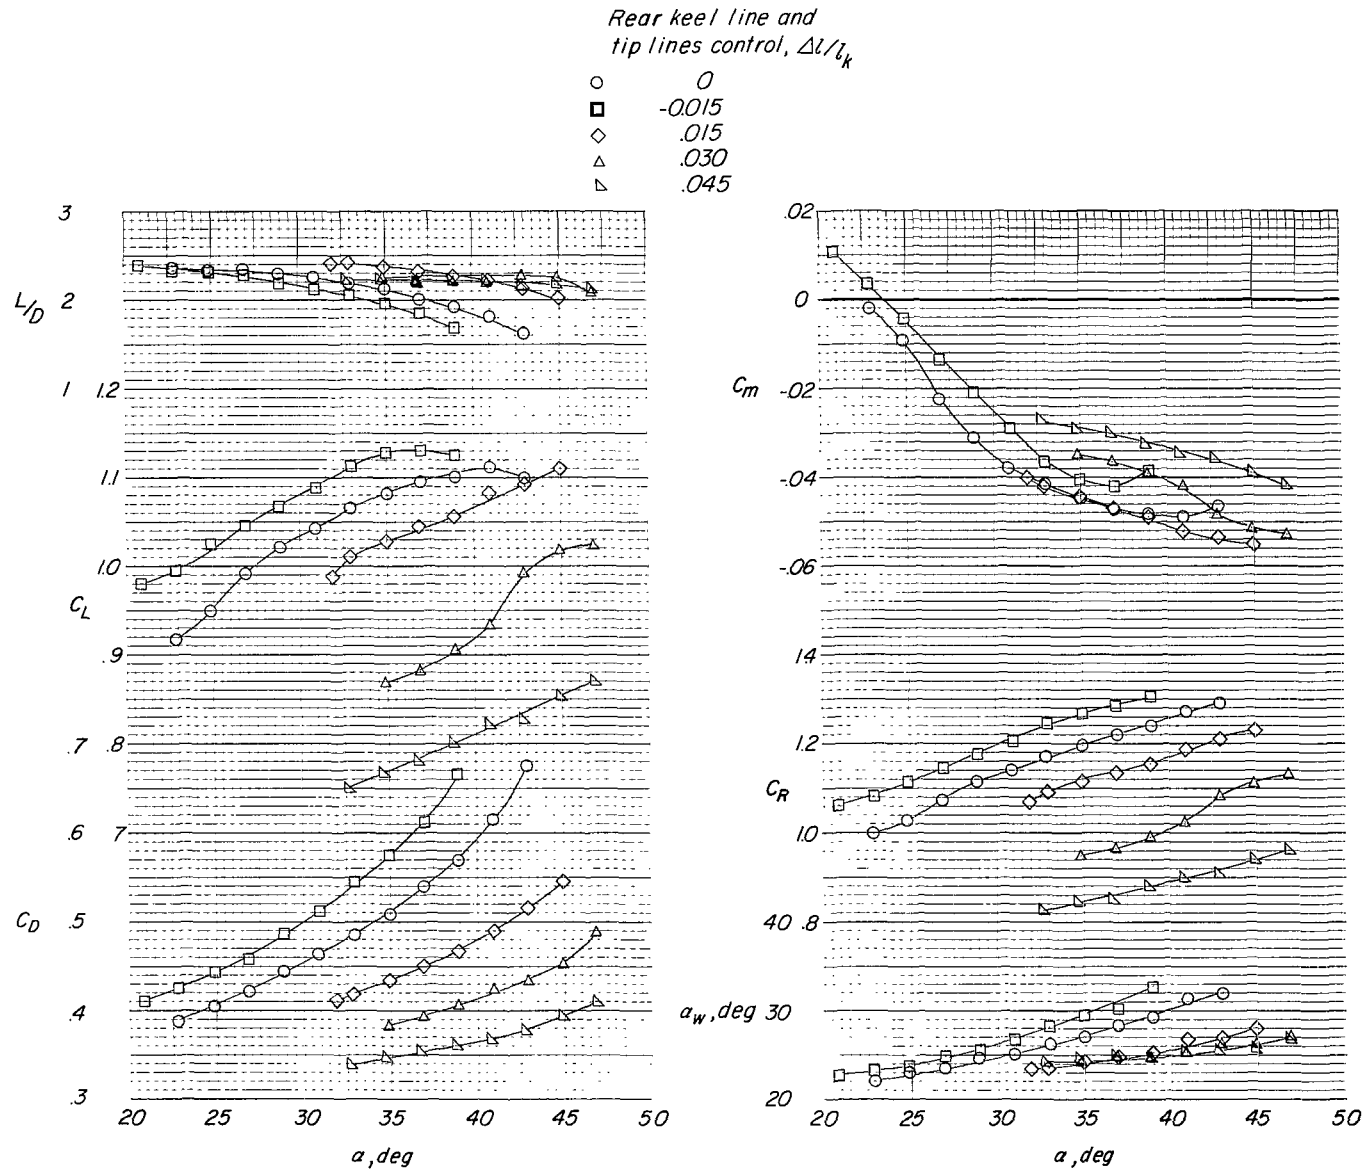 Rear keel line and
tip lines control, Δl/lk
0
-0.015
.015
.030
.045
3
L/D 2
1 1.2
1.1
1.0
CL
.9
.7 .8
.6 .7
CD .5
.4
.3
20 25 30 35 40 45 50
α, deg
.02
0
Cm -.02
-.04
-.06
1.4
1.2
CR
1.0
40 .8
αw, deg 30
20
20 25 30 35 40 45 50
α, deg